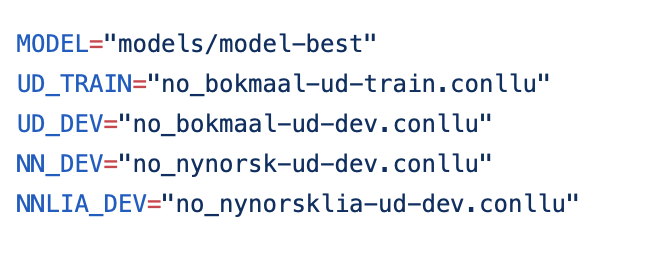 MODEL="models/model-best"
UD_TRAIN="no_bokmaal-ud-train.conllu"
UD_DEV="no_bokmaal-ud-dev.conllu"
NN_DEV="no_nynorsk-ud-dev.conllu"
NNLIA_DEV="no_nynorsklia-ud-dev.conllu"